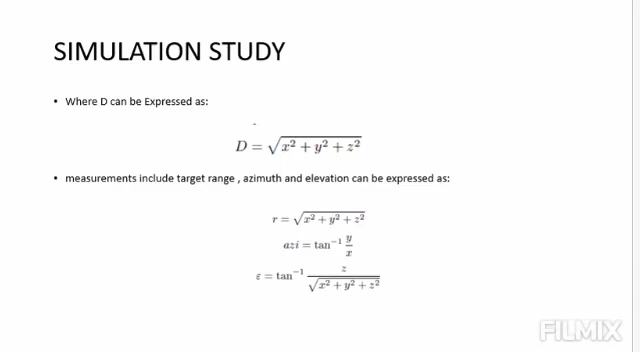 SIMULATION STUDY
• Where D can be Expressed as:
D = √x² + y² + z²
• measurements include target range , azimuth and elevation can be expressed as:
r = √x² + y² + z²
azi = tan⁻¹ y/x
ε = tan⁻¹ z/√x² + y² + z²
FILMIX